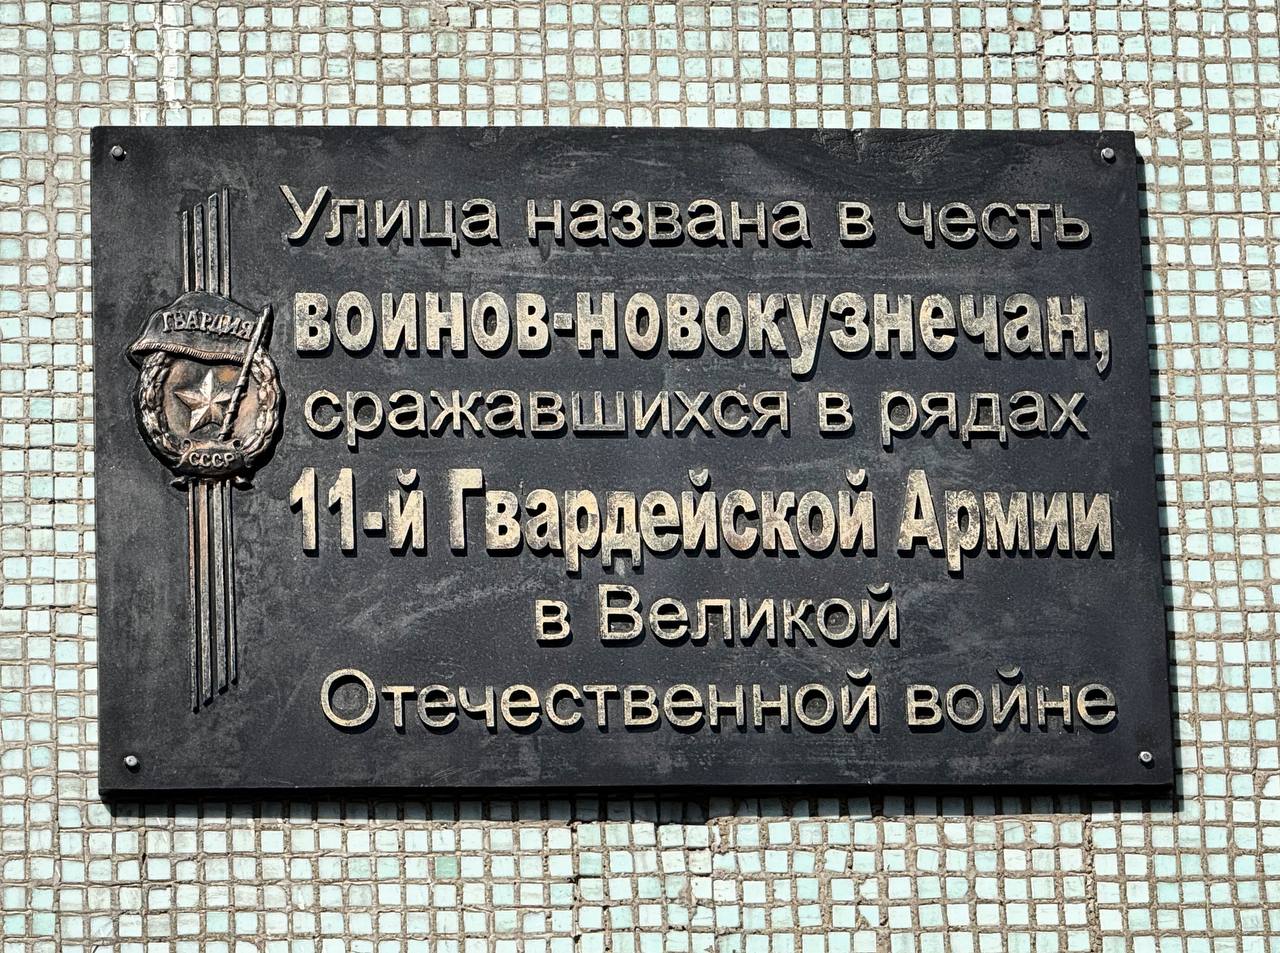 Улица названа в честь
воинов-новокузнечан,
сражавшихся в рядах
11-й Гвардейской Армии
в Великой
Отечественной войне
ГВАРДИЯ
СССР